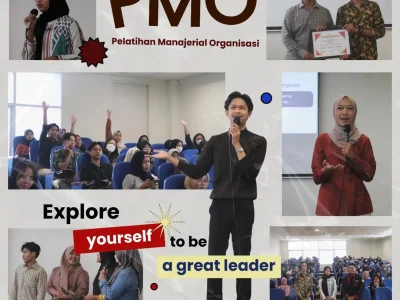 PMO
Pelatihan Manajerial Organisasi
Explore
yourself
to be
a great leader